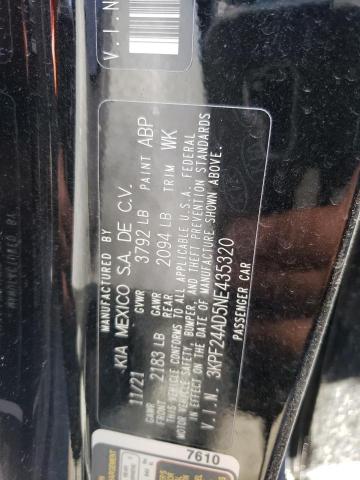 V.I.N
MANUFACTURED BY
KIA MEXICO S.A. DE C.V.
11/21 GVWR 3792 LB PAINT ABP
GAWR FRONT 2183 LB GAWR REAR 2094 LB TRIM WK
THIS VEHICLE CONFORMS TO ALL APPLICABLE U.S.A. FEDERAL
MOTOR VEHICLE SAFETY, BUMPER, AND THEFT PREVENTION STANDARDS
IN EFFECT ON THE DATE OF MANUFACTURE SHOWN ABOVE.
V.I.N. 3KPF24AD5NE435320
PASSENGER CAR
7610